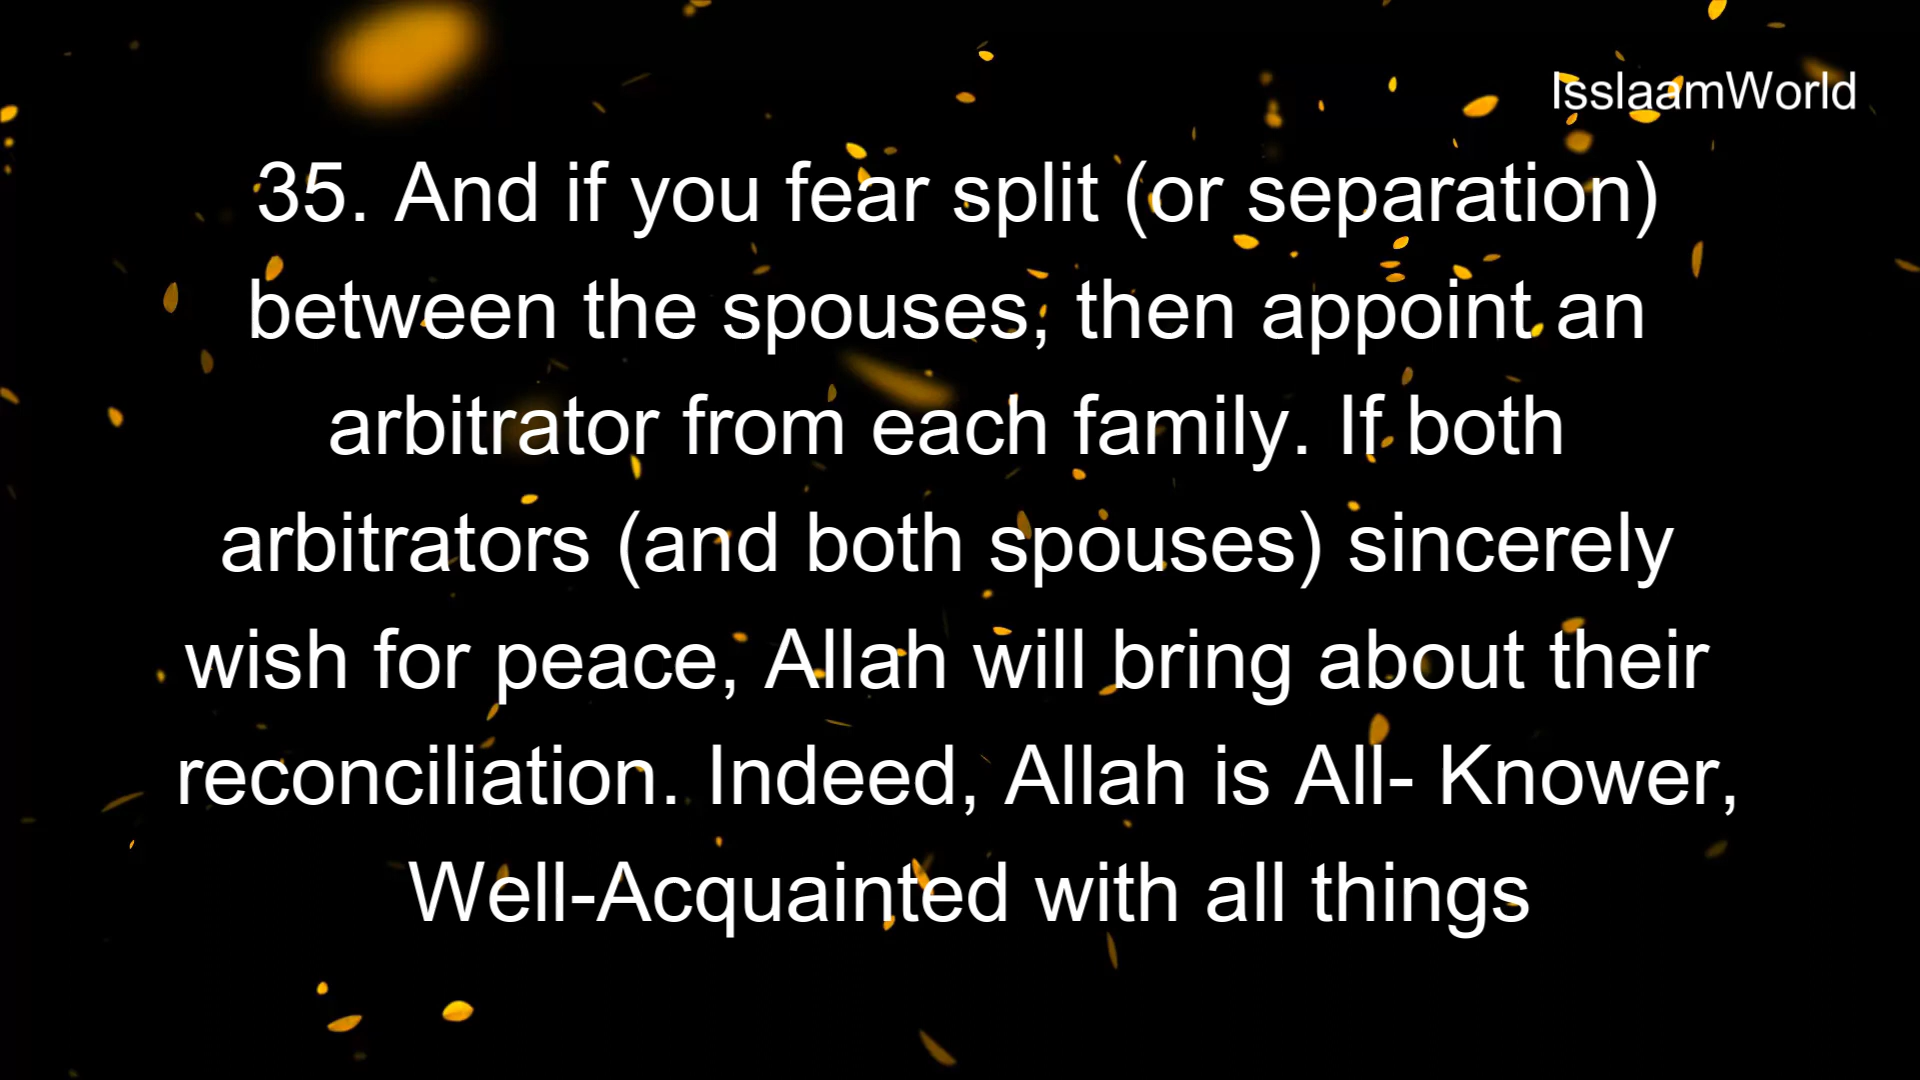 IsslaamWorld
35. And if you fear split (or separation)
between the spouses, then appoint an
arbitrator from each family. If both
arbitrators (and both spouses) sincerely
wish for peace, Allah will bring about their
reconciliation. Indeed, Allah is All- Knower,
Well-Acquainted with all things